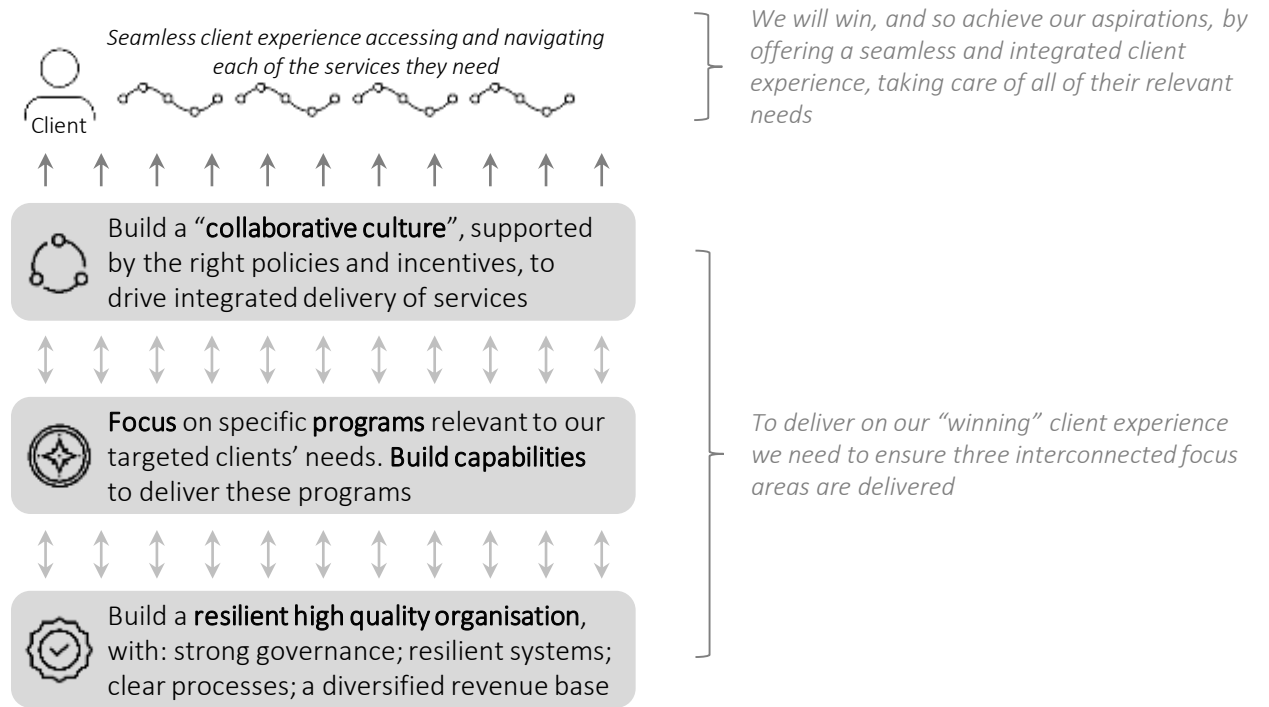 Seamless client experience accessing and navigating
each of the services they need
Client
We will win, and so achieve our aspirations, by
offering a seamless and integrated client
experience, taking care of all of their relevant
needs
Build a “collaborative culture”, supported
by the right policies and incentives, to
drive integrated delivery of services
Focus on specific programs relevant to our
targeted clients’ needs. Build capabilities
to deliver these programs
Build a resilient high quality organisation,
with: strong governance; resilient systems;
clear processes; a diversified revenue base
To deliver on our “winning” client experience
we need to ensure three interconnected focus
areas are delivered